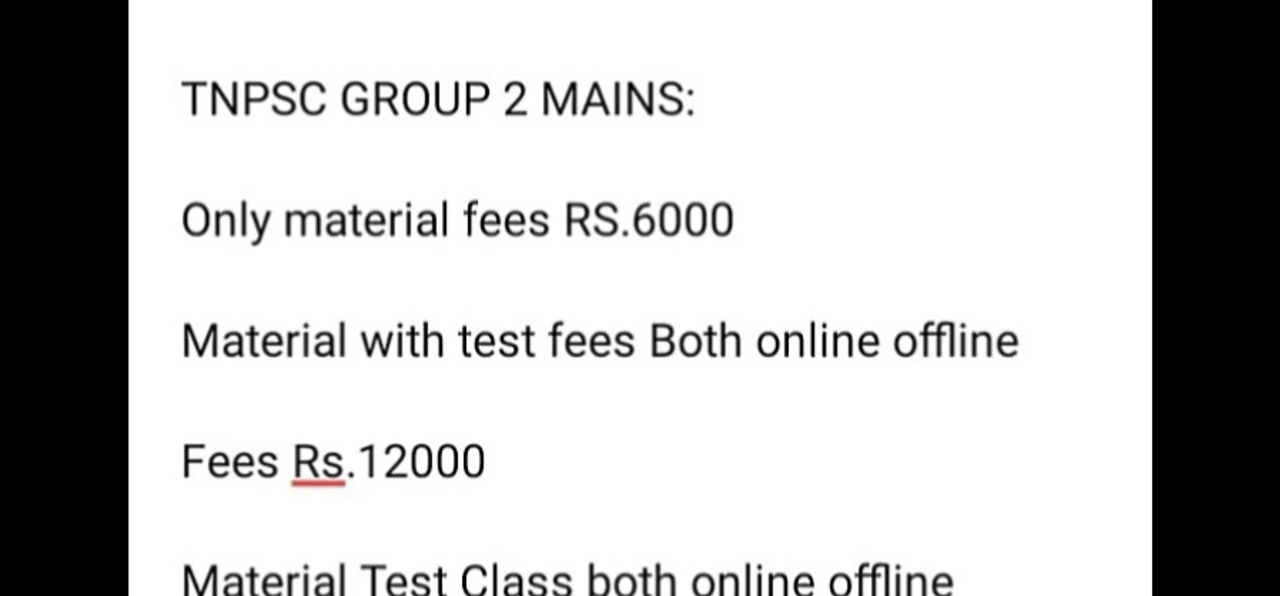 TNPSC GROUP 2 MAINS:
Only material fees RS.6000
Material with test fees Both online offline
Fees Rs.12000
Material Test Class both online offline